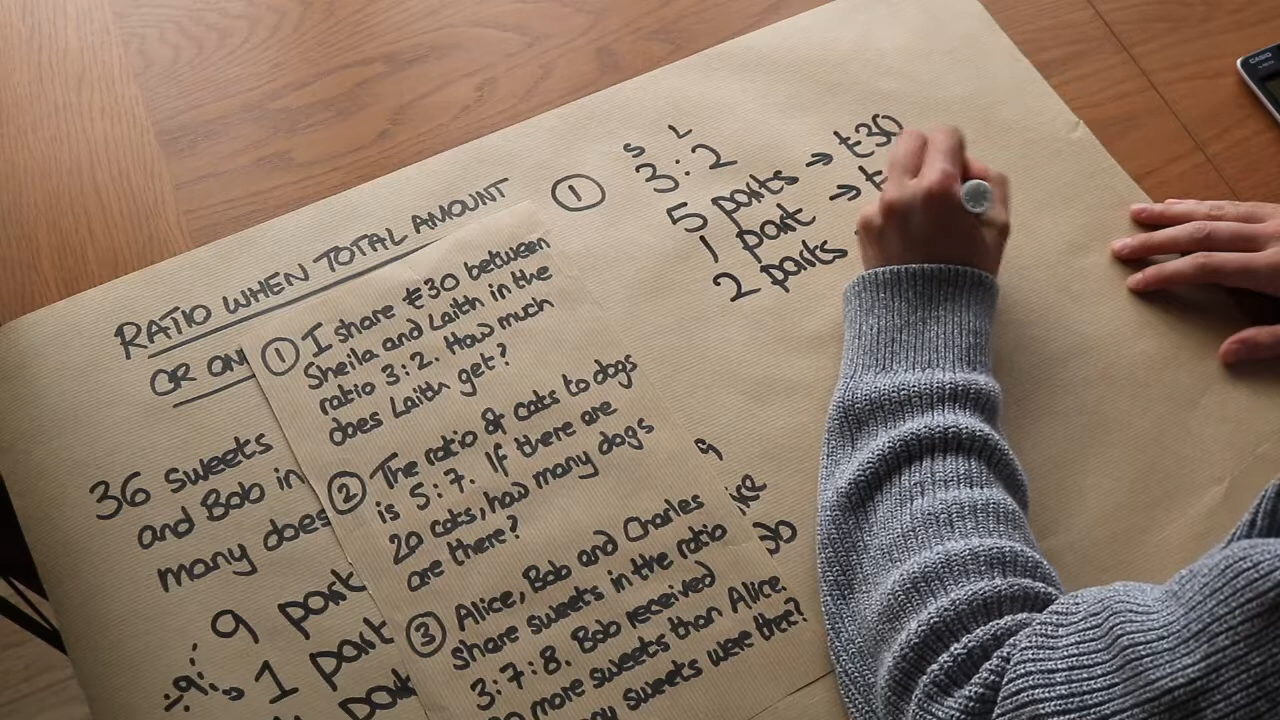 RATIO WHEN TOTAL AMOUNT
OR
36 sweets
and Bob in
many does
9 part
1 part
① I share £30 between
Sheila and Laith in the
ratio 3:2. How much
does Laith get?
② The ratio of cats to dogs
is 5:7. If there are
20 cats, how many dogs
are there?
③ Alice, Bob and Charles
share sweets in the ratio
3:7:8. Bob received
more sweets than Alice.
sweets were there?
①
S L
3:2
5 parts → £30
1 part → £
2 parts
CASIO